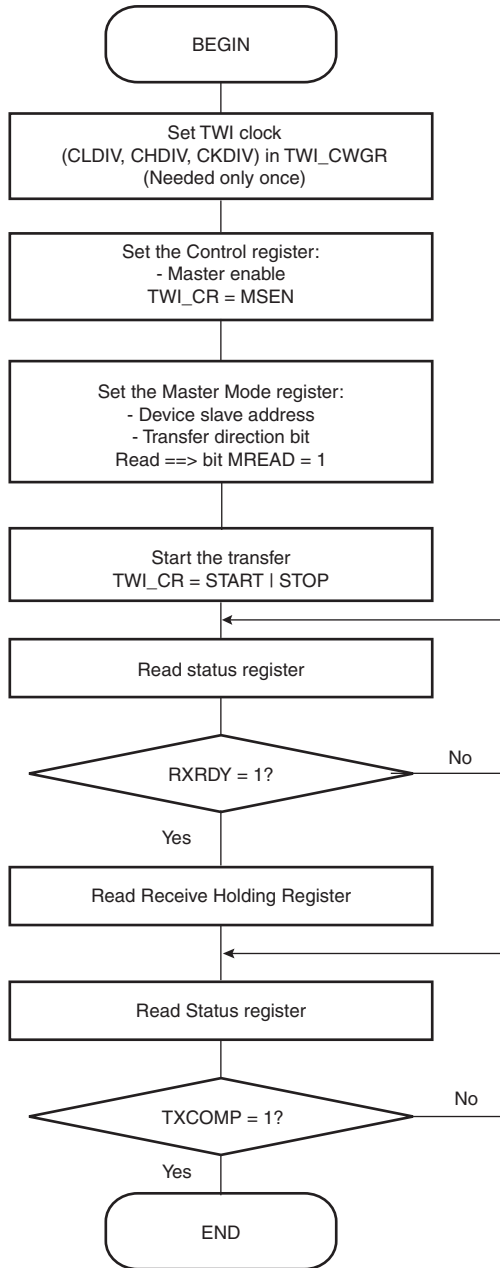 BEGIN
Set TWI clock
(CLDIV, CHDIV, CKDIV) in TWI_CWGR
(Needed only once)
Set the Control register:
- Master enable
TWI_CR = MSEN
Set the Master Mode register:
- Device slave address
- Transfer direction bit
Read ==> bit MREAD = 1
Start the transfer
TWI_CR = START | STOP
Read status register
RXRDY = 1?
No
Yes
Read Receive Holding Register
Read Status register
TXCOMP = 1?
No
Yes
END